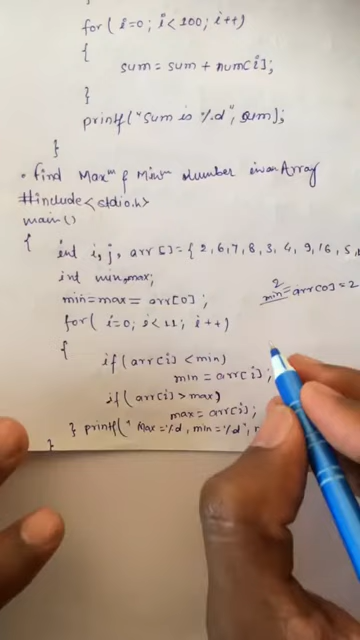 for(i=0; i<100; i++)
{
sum = sum + num[i];
}
printf("Sum is %d", sum);
}
• find Maxm & Minm Number in an Array
#include<stdio.h>
main()
{
int i, j, arr[]={2,6,7,8,3,4,9,16,5,
int min,max;
min=max= arr[0];
2
min=arr[0]=2
for(i=0; i<11; i++)
{
if(arr[i]<min)
min = arr[i];
if(arr[i]>max)
max=arr[i];
} printf("Max=%d, min=%d",
}